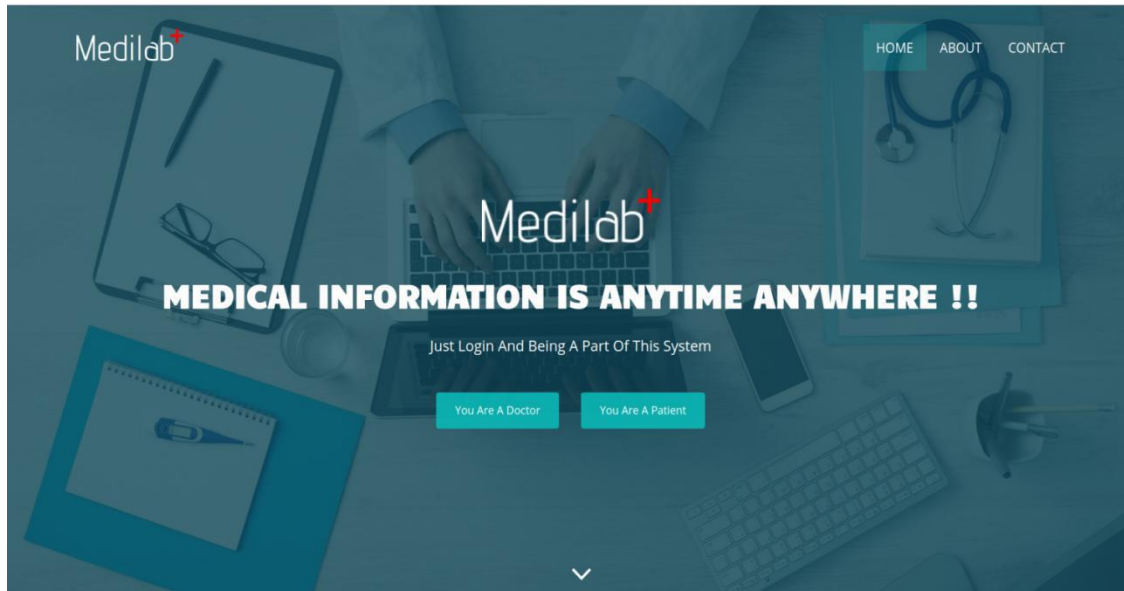 Medilab+
HOME ABOUT CONTACT
Medilab+
MEDICAL INFORMATION IS ANYTIME ANYWHERE !!
Just Login And Being A Part Of This System
You Are A Doctor You Are A Patient